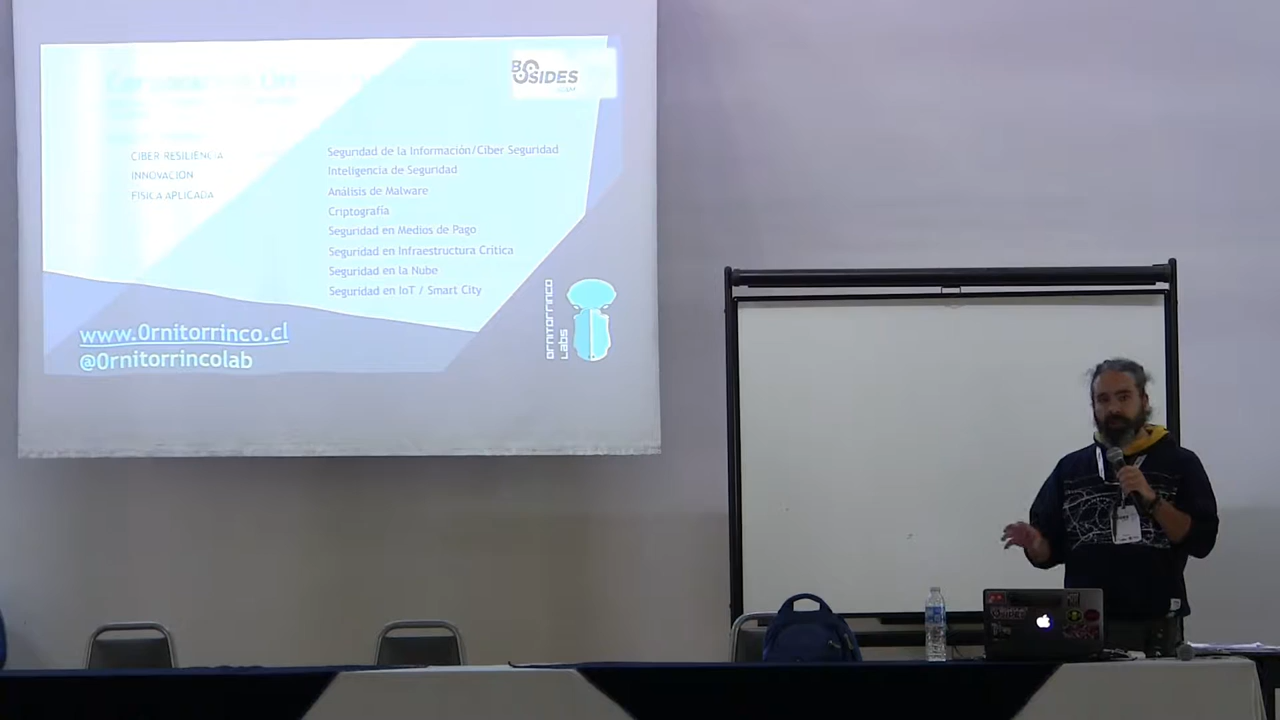 BSIDES
CIBER RESILIENCIA
INNOVACIÓN
FISICA APLICADA
Seguridad de la Información/Ciber Seguridad
Inteligencia de Seguridad
Análisis de Malware
Criptografía
Seguridad en Medios de Pago
Seguridad en Infraestructura Crítica
Seguridad en la Nube
Seguridad en IoT / Smart City
www.0rnitorrinco.cl
@0rnitorrincolab
0RNITORRINCO
LABS